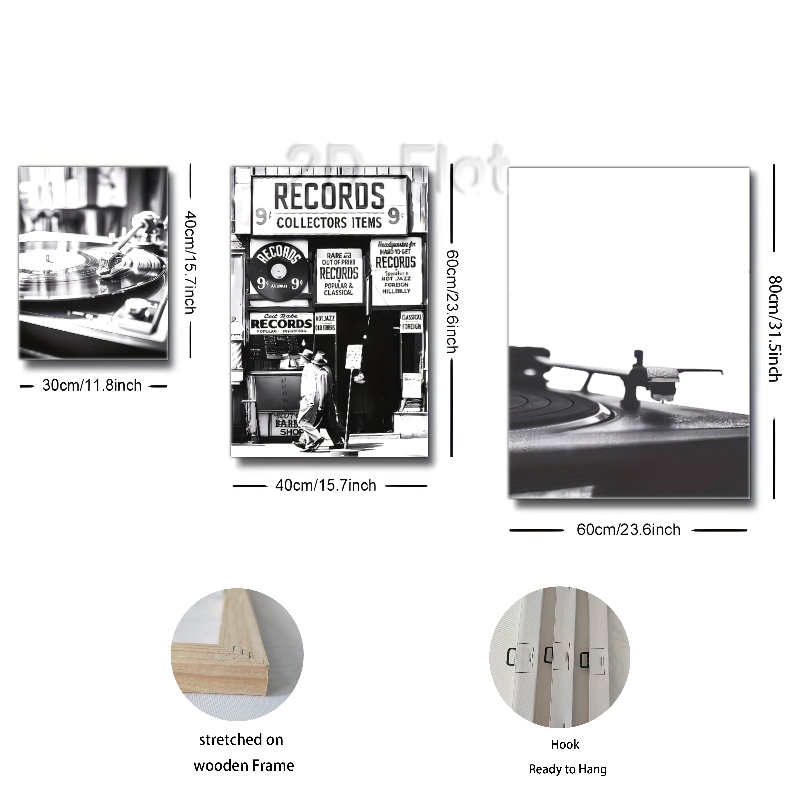 2D Flat
RECORDS
9¢ COLLECTORS ITEMS 9¢
RECORDS
9¢ 9¢
RARE AND
OUT OF PRINT
RECORDS
POPULAR &
CLASSICAL
Headquarters for
HARD TO GET
RECORDS
HOT JAZZ
FOREIGN
HILLBILLY
Cut Rate
RECORDS
HOT JAZZ
OLD TIMERS
CLASSICAL
FOREIGN
SHOP
40cm/15.7inch
30cm/11.8inch
60cm/23.6inch
40cm/15.7inch
80cm/31.5inch
60cm/23.6inch
stretched on
wooden Frame
Hook
Ready to Hang